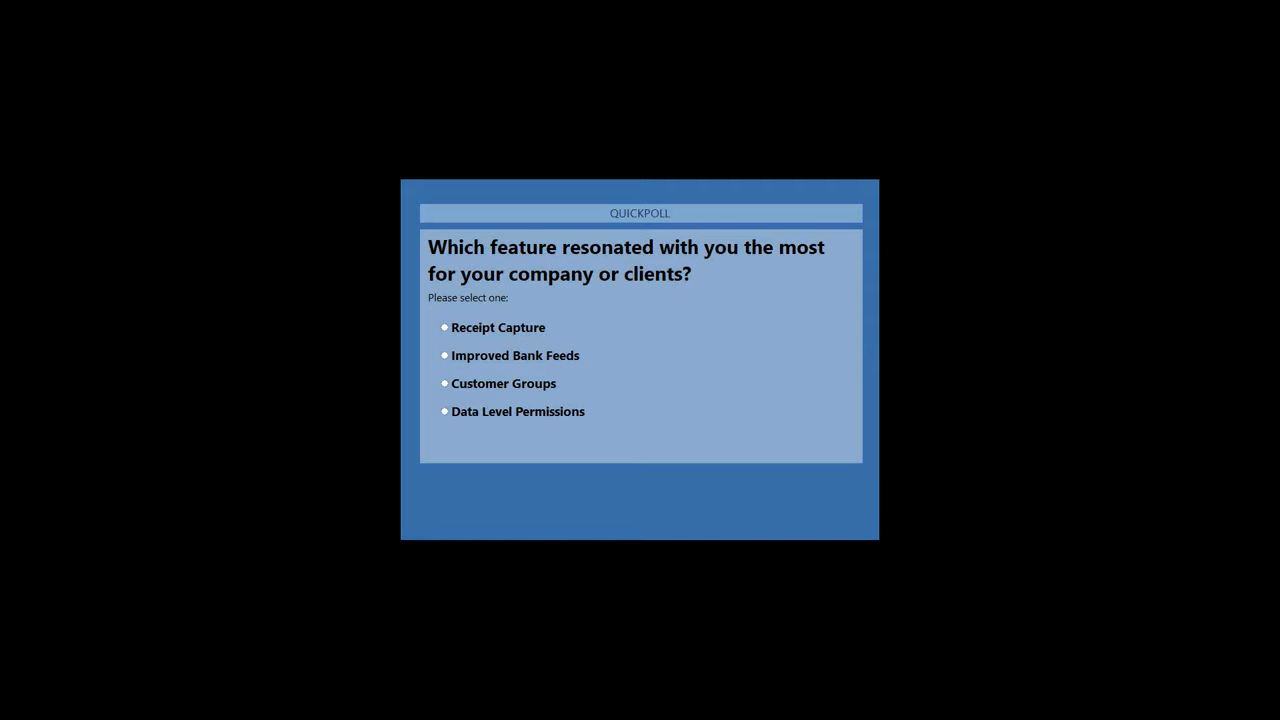 QUICKPOLL
Which feature resonated with you the most
for your company or clients?
Please select one:
Receipt Capture
Improved Bank Feeds
Customer Groups
Data Level Permissions